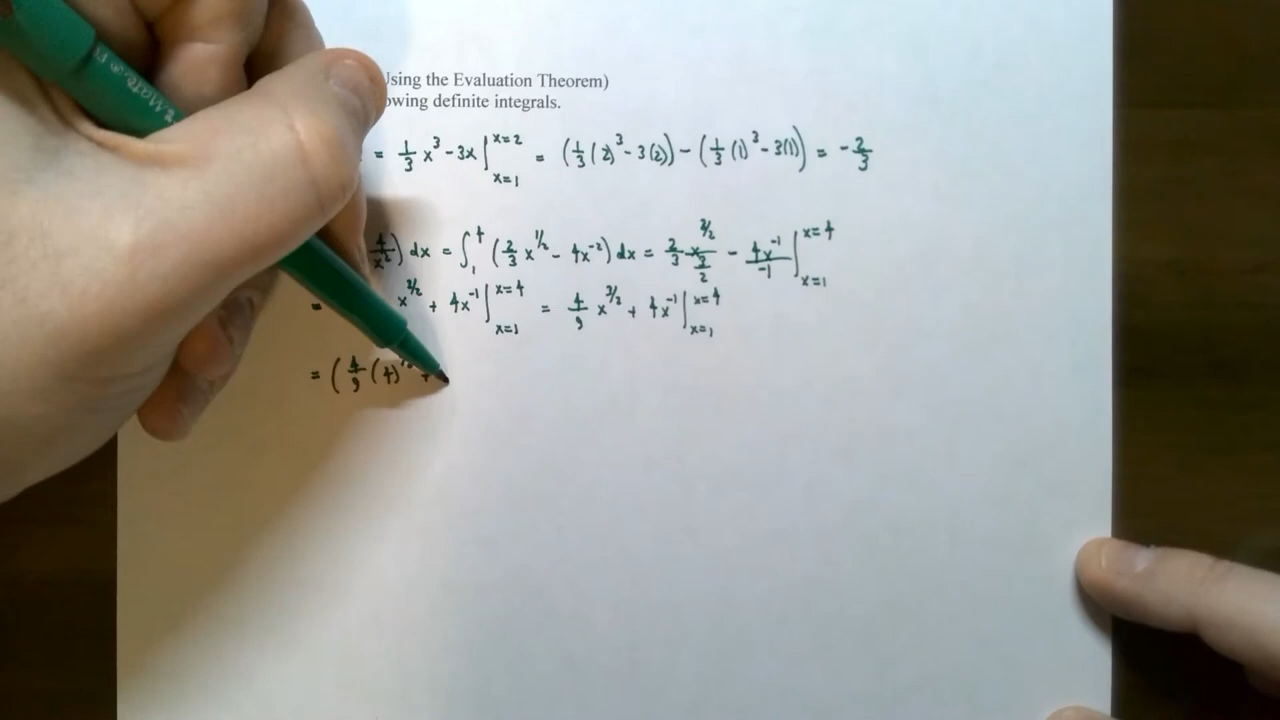 Using the Evaluation Theorem)
owing definite integrals.
= 1/3 x^3 - 3x |_{x=1}^{x=2} = (1/3 (2)^3 - 3(2)) - (1/3 (1)^3 - 3(1)) = -2/3
4/x^2) dx = ∫_1^4 (2/3 x^{1/2} - 4x^{-2}) dx = 2/3 x^{3/2}/(3/2) - 4x^{-1}/-1 |_{x=1}^{x=4}
= x^{3/2} + 4x^{-1} |_{x=1}^{x=4} = 4/9 x^{3/2} + 4x^{-1} |_{x=1}^{x=4}
= (4/9 (4)